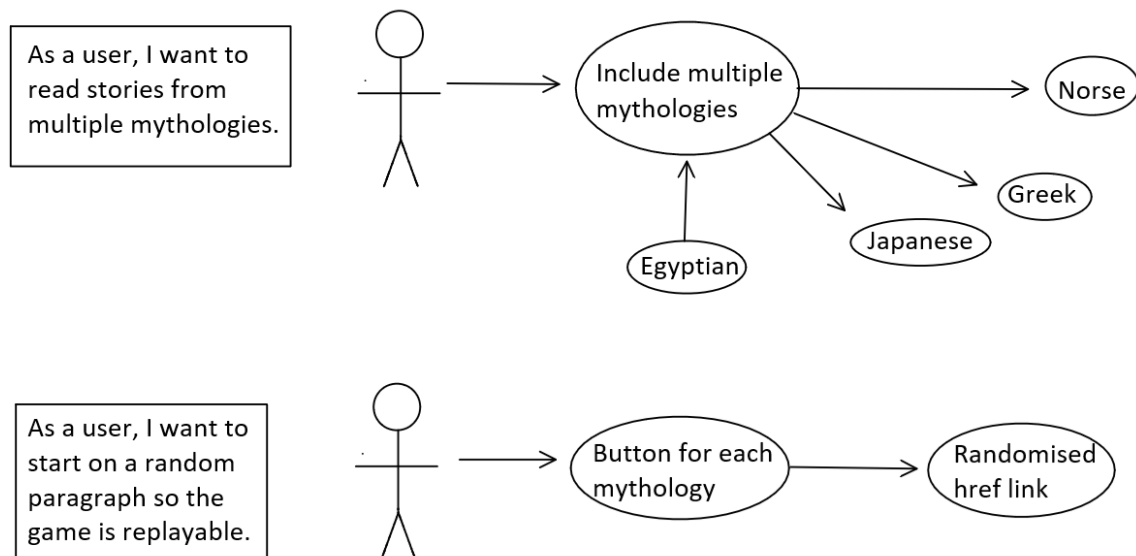 As a user, I want to
read stories from
multiple mythologies.
Include multiple
mythologies
Norse
Greek
Japanese
Egyptian
As a user, I want to
start on a random
paragraph so the
game is replayable.
Button for each
mythology
Randomised
href link